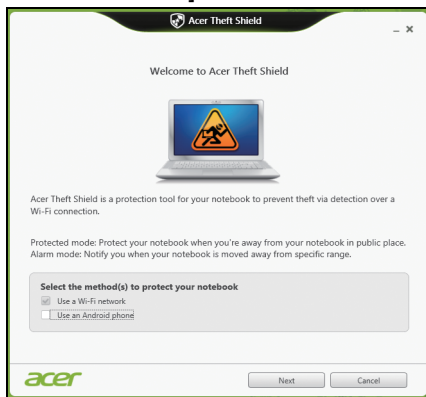 Acer Theft Shield
Welcome to Acer Theft Shield
Acer Theft Shield is a protection tool for your notebook to prevent theft via detection over a
Wi-Fi connection.
Protected mode: Protect your notebook when you're away from your notebook in public place.
Alarm mode: Notify you when your notebook is moved away from specific range.
Select the method(s) to protect your notebook
Use a Wi-Fi network
Use an Android phone
acer
Next
Cancel